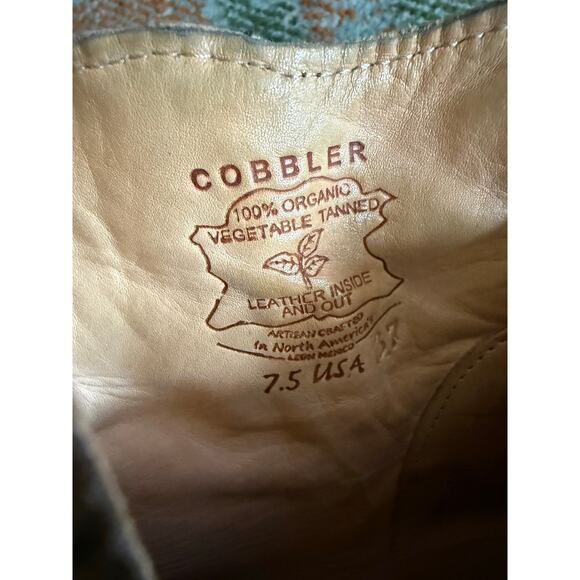 COBBLER
100% ORGANIC
VEGETABLE TANNED
LEATHER INSIDE
AND OUT
ARTISAN CRAFTED
in North America's
LEON MEXICO
7.5 USA 37